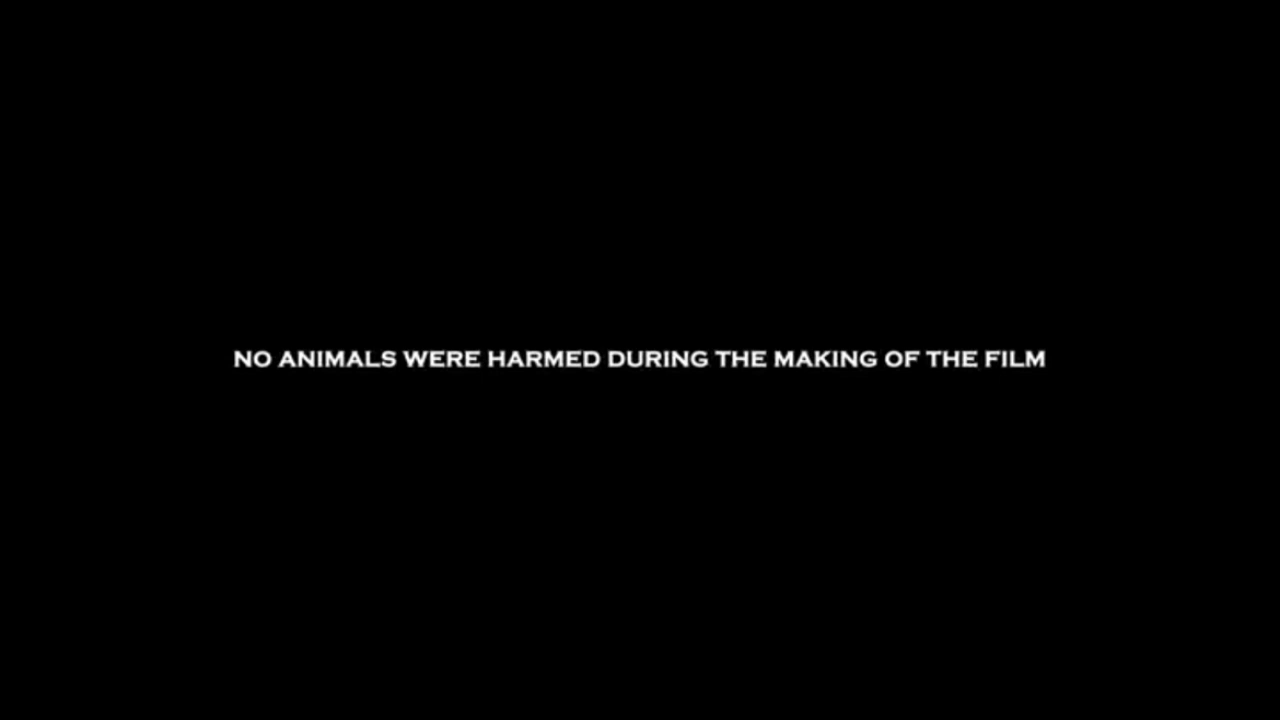 NO ANIMALS WERE HARMED DURING THE MAKING OF THE FILM